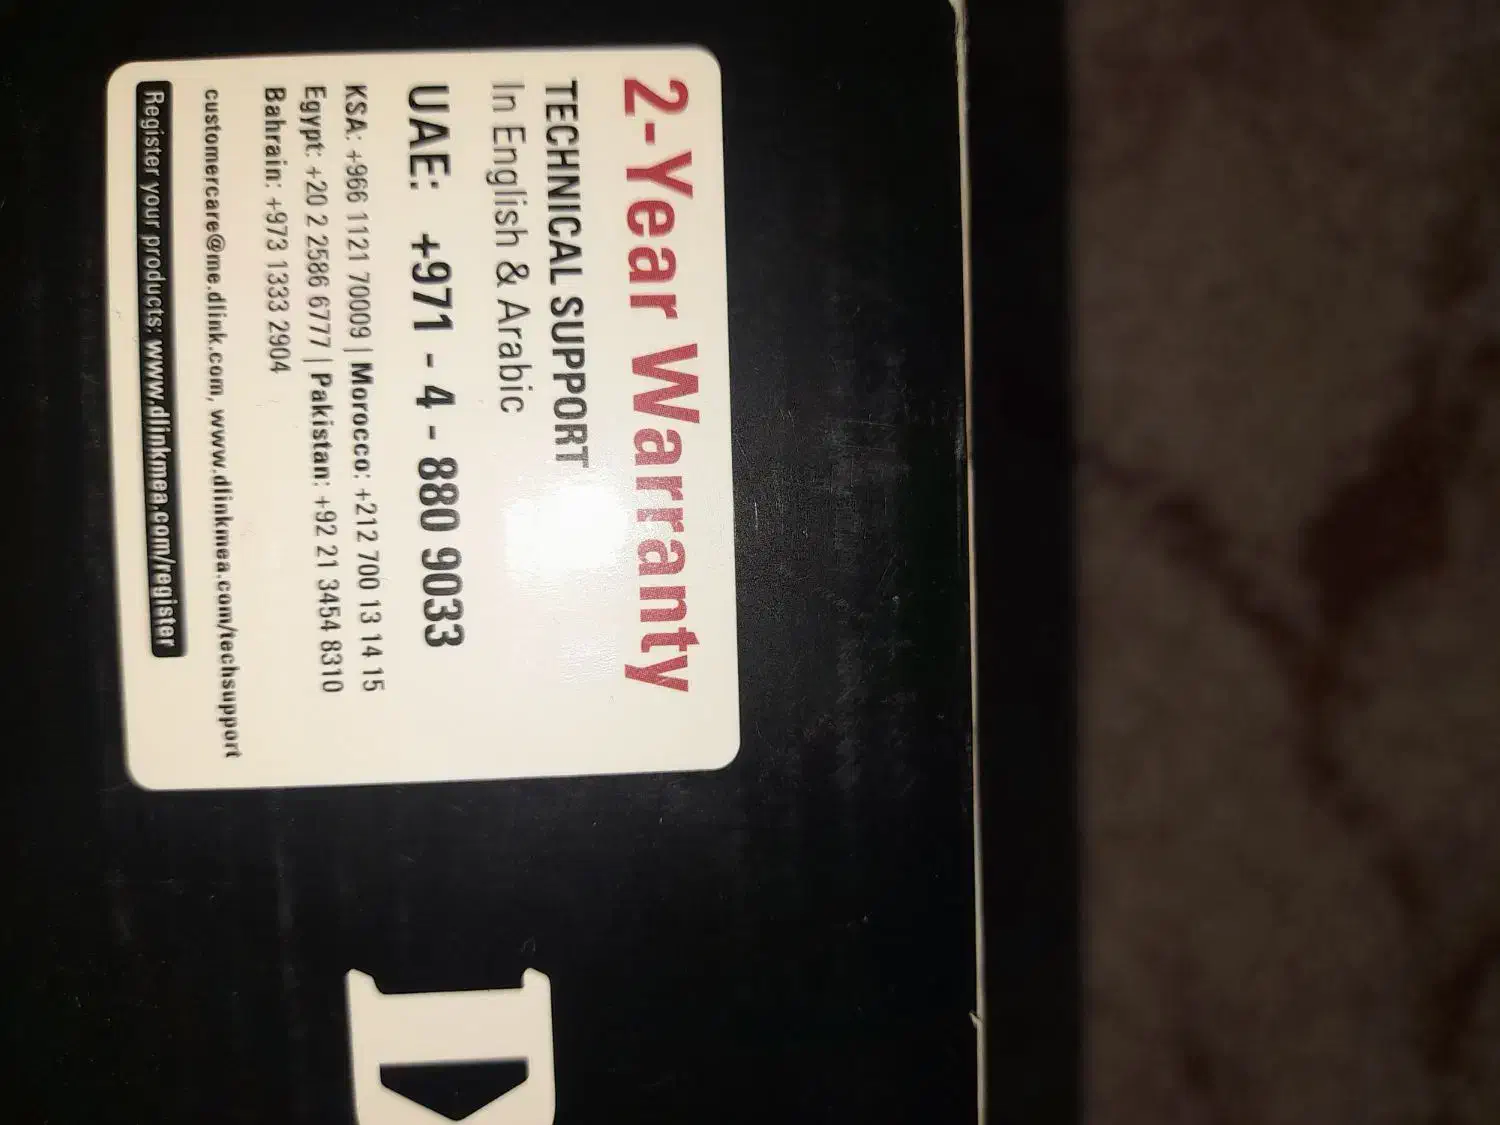 2-Year Warranty
TECHNICAL SUPPORT
In English & Arabic
UAE: +971 - 4 - 880 9033
KSA: +966 1121 70009 | Morocco: +212 700 13 14 15
Egypt: +20 2 2586 6777 | Pakistan: +92 21 3454 8310
Bahrain: +973 1333 2904
customercare@me.dlink.com, www.dlinkmea.com/techsupport
Register your products: www.dlinkmea.com/register
D